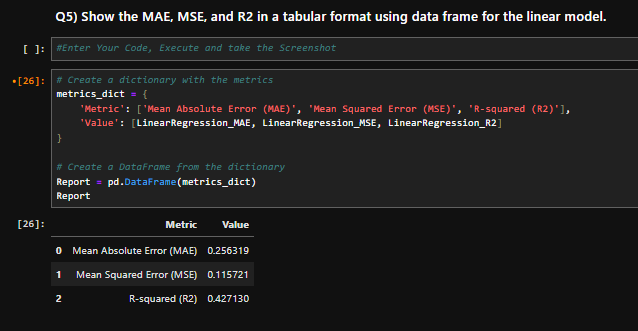 Q5) Show the MAE, MSE, and R2 in a tabular format using data frame for the linear model.
[ ]: #Enter Your Code, Execute and take the Screenshot
•[26]: # Create a dictionary with the metrics
metrics_dict = {
'Metric': ['Mean Absolute Error (MAE)', 'Mean Squared Error (MSE)', 'R-squared (R2)'],
'Value': [LinearRegression_MAE, LinearRegression_MSE, LinearRegression_R2]
}
# Create a DataFrame from the dictionary
Report = pd.DataFrame(metrics_dict)
Report
[26]: Metric Value
0 Mean Absolute Error (MAE) 0.256319
1 Mean Squared Error (MSE) 0.115721
2 R-squared (R2) 0.427130